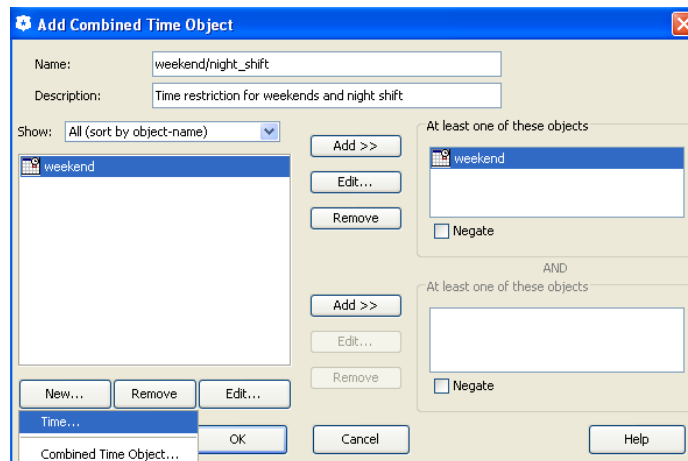 Add Combined Time Object
Name: weekend/night_shift
Description: Time restriction for weekends and night shift
Show: All (sort by object-name)
weekend
Add >>
Edit...
Remove
At least one of these objects
weekend
Negate
AND
At least one of these objects
Add >>
Edit...
Remove
Negate
New... Remove Edit...
Time...
Combined Time Object...
OK Cancel Help